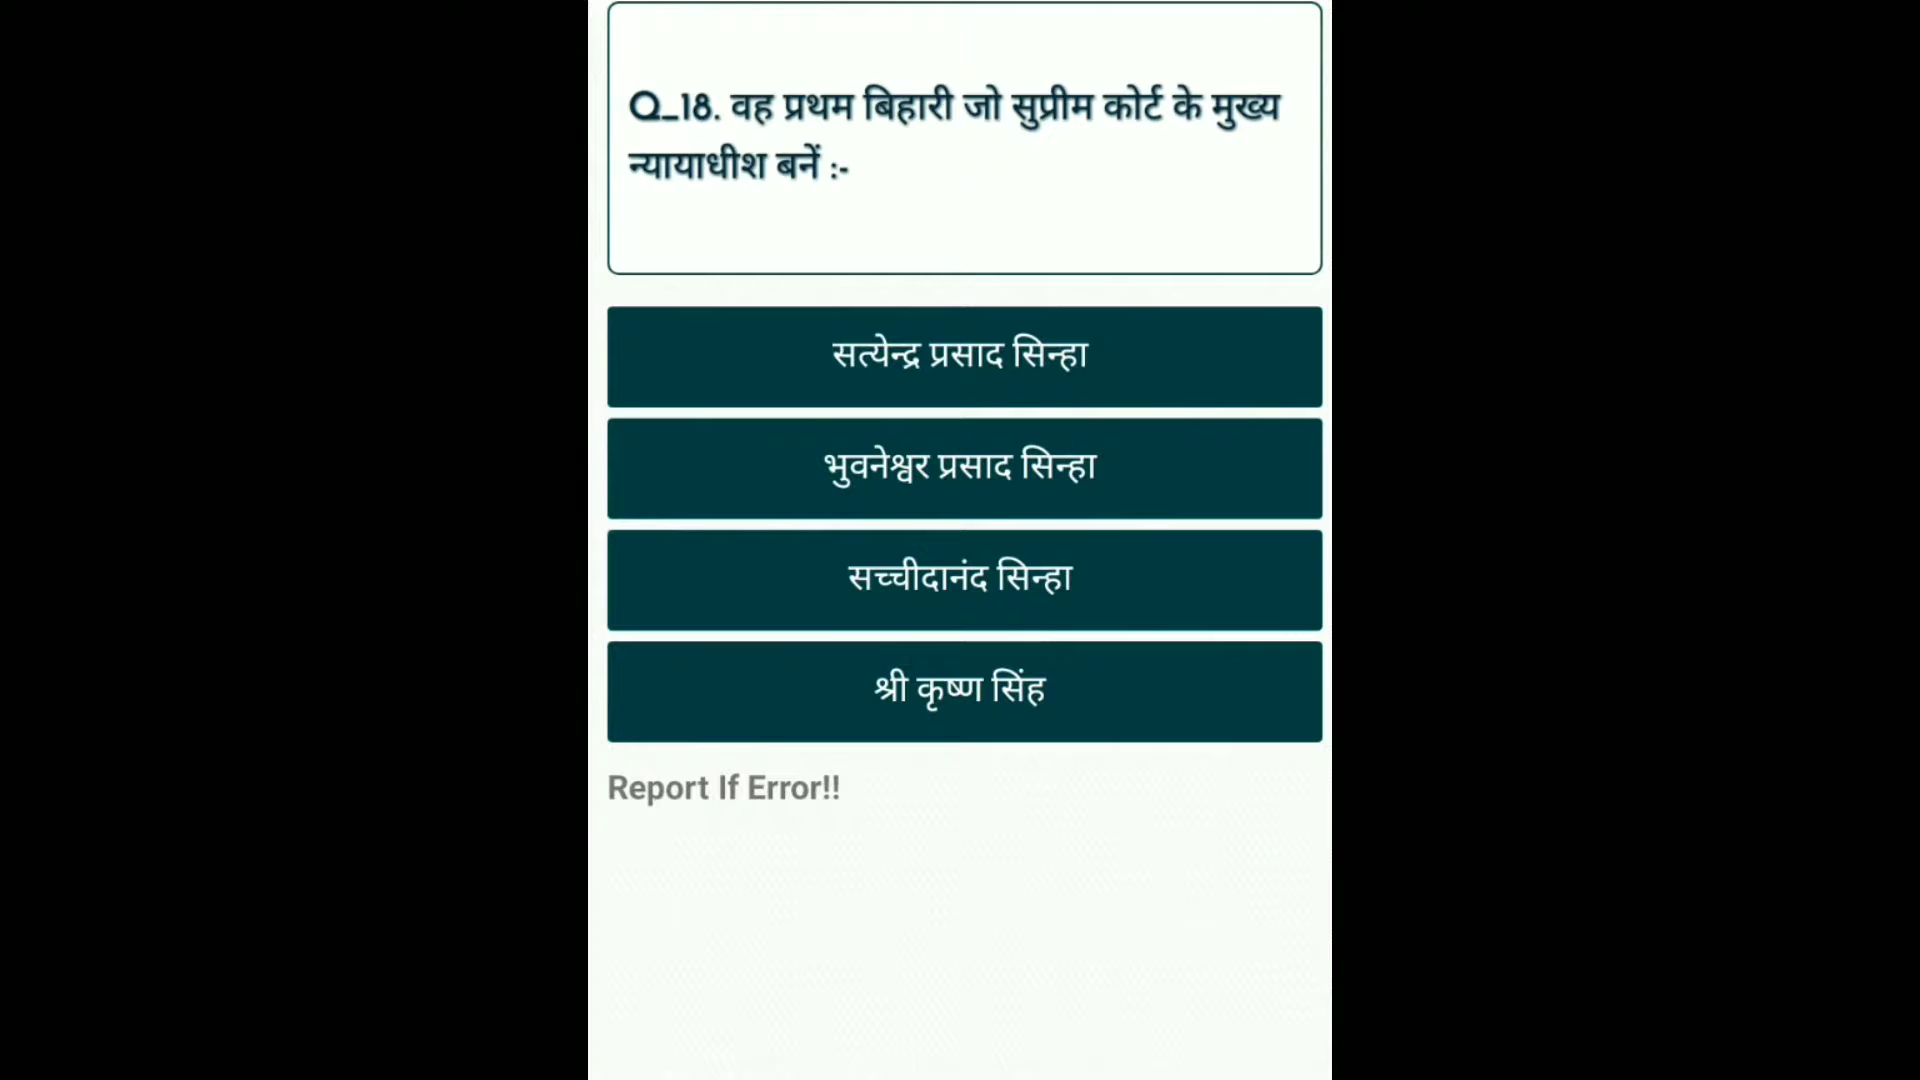 Q_18. वह प्रथम बिहारी जो सुप्रीम कोर्ट के मुख्य
न्यायाधीश बनें :-
सत्येन्द्र प्रसाद सिन्हा
भुवनेश्वर प्रसाद सिन्हा
सच्चीदानंद सिन्हा
श्री कृष्ण सिंह
Report If Error!!